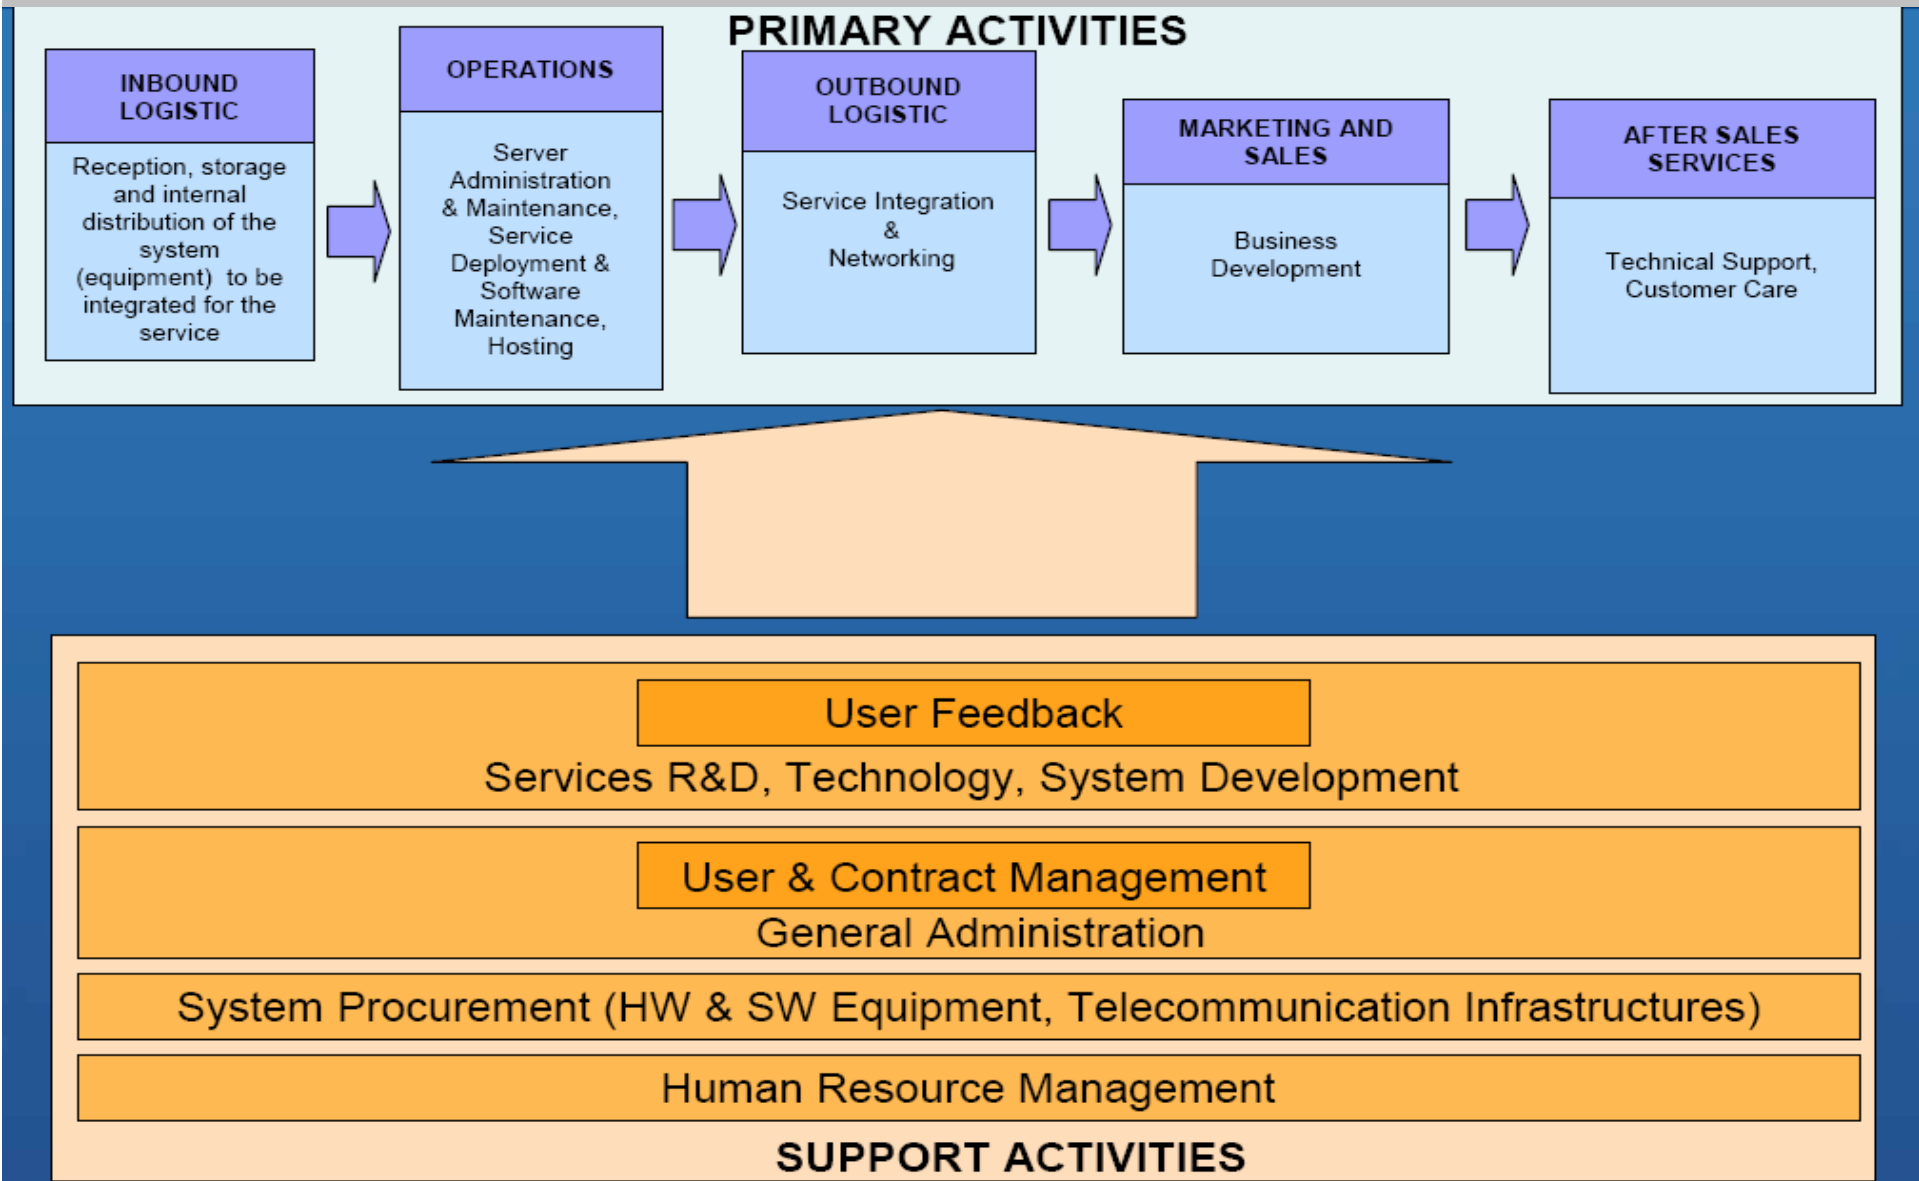 PRIMARY ACTIVITIES
INBOUND
LOGISTIC
Reception, storage
and internal
distribution of the
system
(equipment) to be
integrated for the
service
OPERATIONS
Server
Administration
& Maintenance,
Service
Deployment &
Software
Maintenance,
Hosting
OUTBOUND
LOGISTIC
Service Integration
&
Networking
MARKETING AND
SALES
Business
Development
AFTER SALES
SERVICES
Technical Support,
Customer Care
User Feedback
Services R&D, Technology, System Development
User & Contract Management
General Administration
System Procurement (HW & SW Equipment, Telecommunication Infrastructures)
Human Resource Management
SUPPORT ACTIVITIES